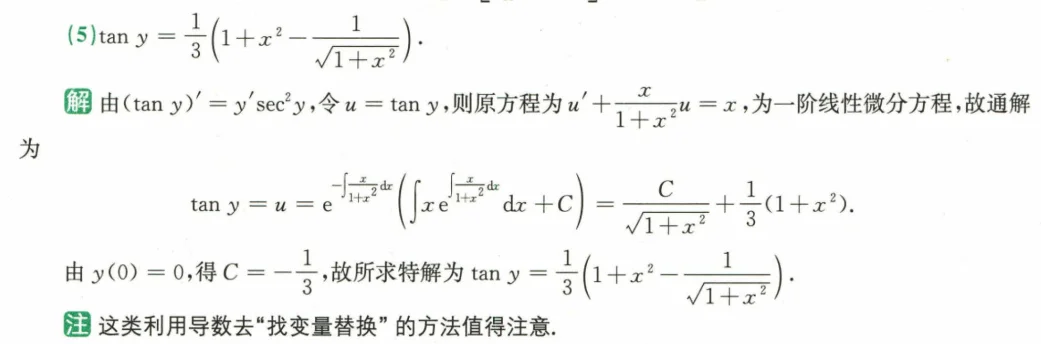 (5) tan y = \frac{1}{3}\left(1+x^2-\frac{1}{\sqrt{1+x^2}}\right).
解 由(tan y)′ = y′sec²y,令 u = tan y,则原方程为 u′ + \frac{x}{1+x^2}u = x,为一阶线性微分方程,故通解
为
tan y = u = e^{-\int\frac{x}{1+x^2}dx}\left(\int xe^{\int\frac{x}{1+x^2}dx}dx + C\right) = \frac{C}{\sqrt{1+x^2}} + \frac{1}{3}(1+x^2).
由 y(0) = 0,得 C = -\frac{1}{3},故所求特解为 tan y = \frac{1}{3}\left(1+x^2-\frac{1}{\sqrt{1+x^2}}\right).
注 这类利用导数去“找变量替换”的方法值得注意.